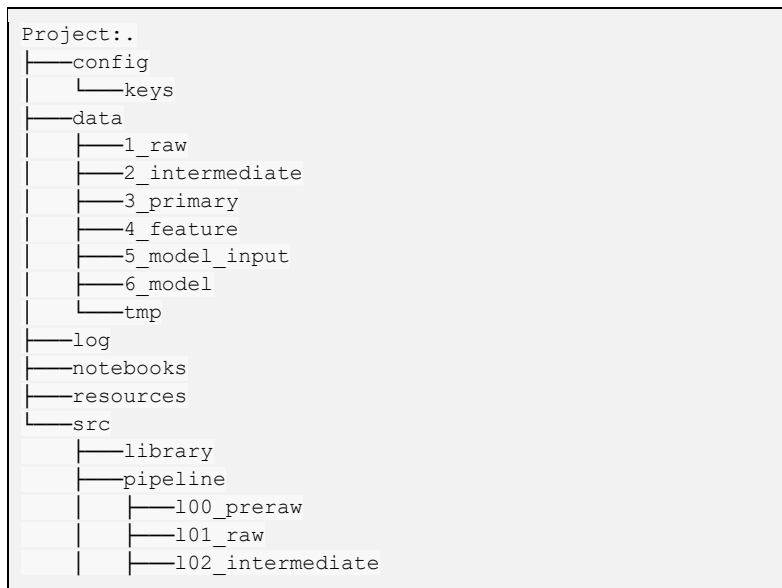 Project:.
├───config
│   └───keys
├───data
│   ├───1_raw
│   ├───2_intermediate
│   ├───3_primary
│   ├───4_feature
│   ├───5_model_input
│   ├───6_model
│   └───tmp
├───log
├───notebooks
├───resources
└───src
    ├───library
    ├───pipeline
    │   ├───l00_preraw
    │   ├───l01_raw
    │   ├───l02_intermediate